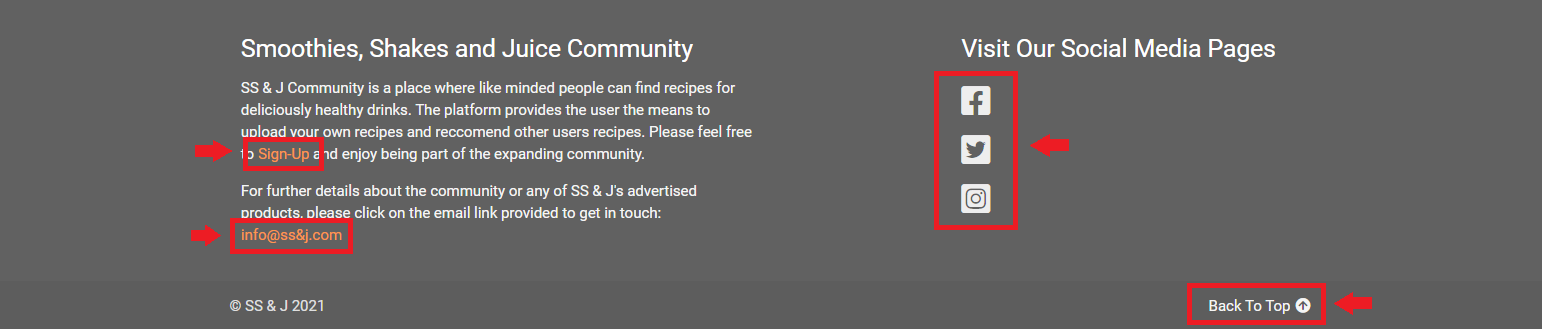 Smoothies, Shakes and Juice Community
SS & J Community is a place where like minded people can find recipes for
deliciously healthy drinks. The platform provides the user the means to
upload your own recipes and reccomend other users recipes. Please feel free
to Sign-Up and enjoy being part of the expanding community.
For further details about the community or any of SS & J's advertised
products, please click on the email link provided to get in touch:
info@ss&j.com
Visit Our Social Media Pages
© SS & J 2021
Back To Top